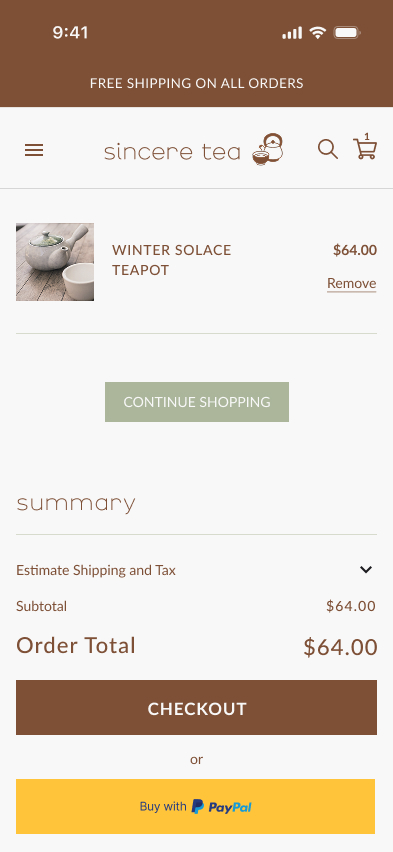 9:41
FREE SHIPPING ON ALL ORDERS
sincere tea
1
WINTER SOLACE
TEAPOT
$64.00
Remove
CONTINUE SHOPPING
summary
Estimate Shipping and Tax
Subtotal $64.00
Order Total $64.00
CHECKOUT
or
Buy with PayPal